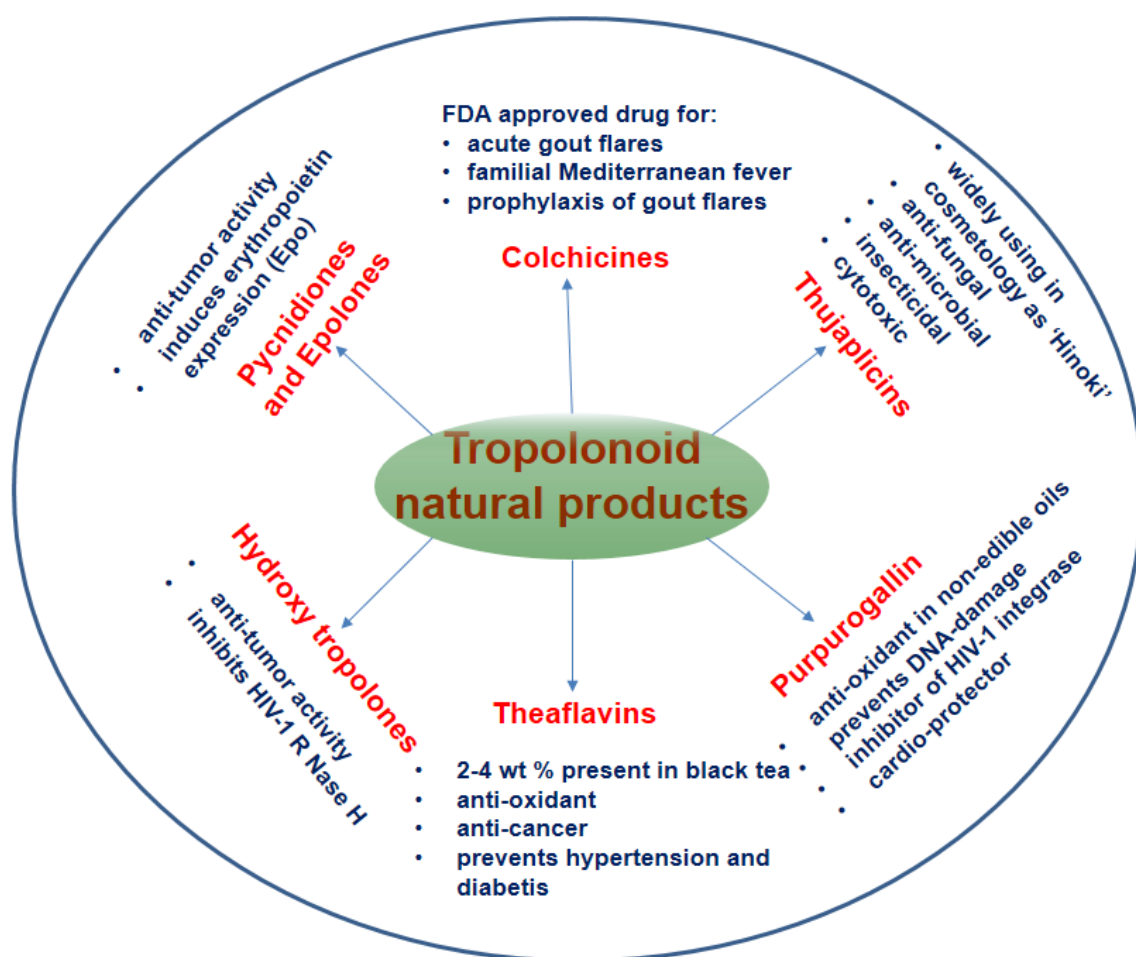 FDA approved drug for:
• acute gout flares
• familial Mediterranean fever
• prophylaxis of gout flares
Colchicines
• anti-tumor activity
• induces erythropoietin
expression (Epo)
Pycnidiones
and Epolones
• widely using in
cosmetology as ‘Hinoki’
• anti-fungal
• anti-microbial
• insecticidal
• cytotoxic
Thujaplicins
Tropolonoid
natural products
Hydroxy tropolones
• anti-tumor activity
• inhibits HIV-1 R Nase H
Theaflavins
• 2-4 wt % present in black tea
• anti-oxidant
• anti-cancer
• prevents hypertension and
diabetis
Purpurogallin
• anti-oxidant in non-edible oils
• prevents DNA-damage
• inhibitor of HIV-1 integrase
• cardio-protector